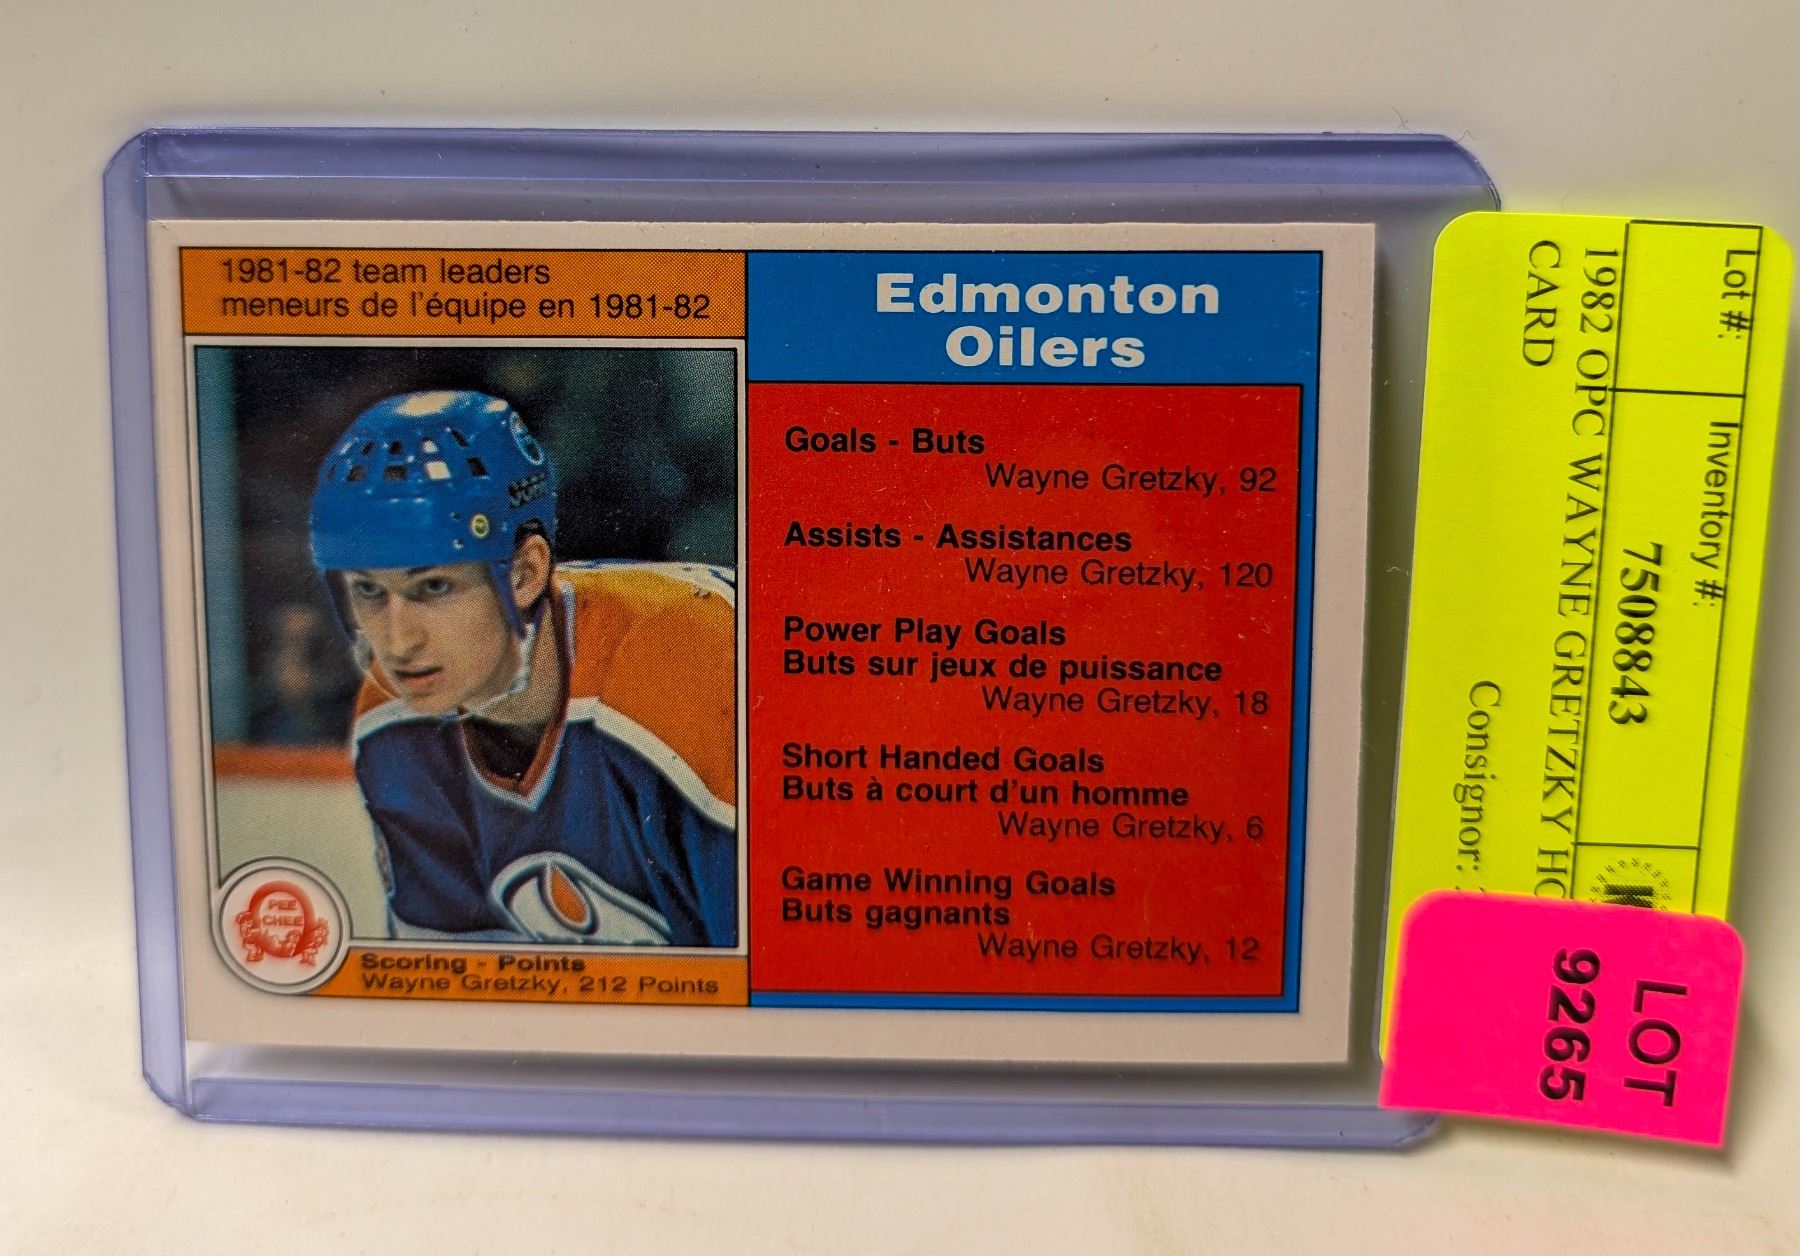 1981-82 team leaders
meneurs de l'équipe en 1981-82
Edmonton
Oilers
Goals - Buts
Wayne Gretzky, 92
Assists - Assistances
Wayne Gretzky, 120
Power Play Goals
Buts sur jeux de puissance
Wayne Gretzky, 18
Short Handed Goals
Buts à court d'un homme
Wayne Gretzky, 6
Game Winning Goals
Buts gagnants
Wayne Gretzky, 12
PEE
CHEE
Scoring - Points
Wayne Gretzky, 212 Points
Lot #:
Inventory #:
7508843
1982 OPC WAYNE GRETZKY
CARD
Consignor:
LOT
9265